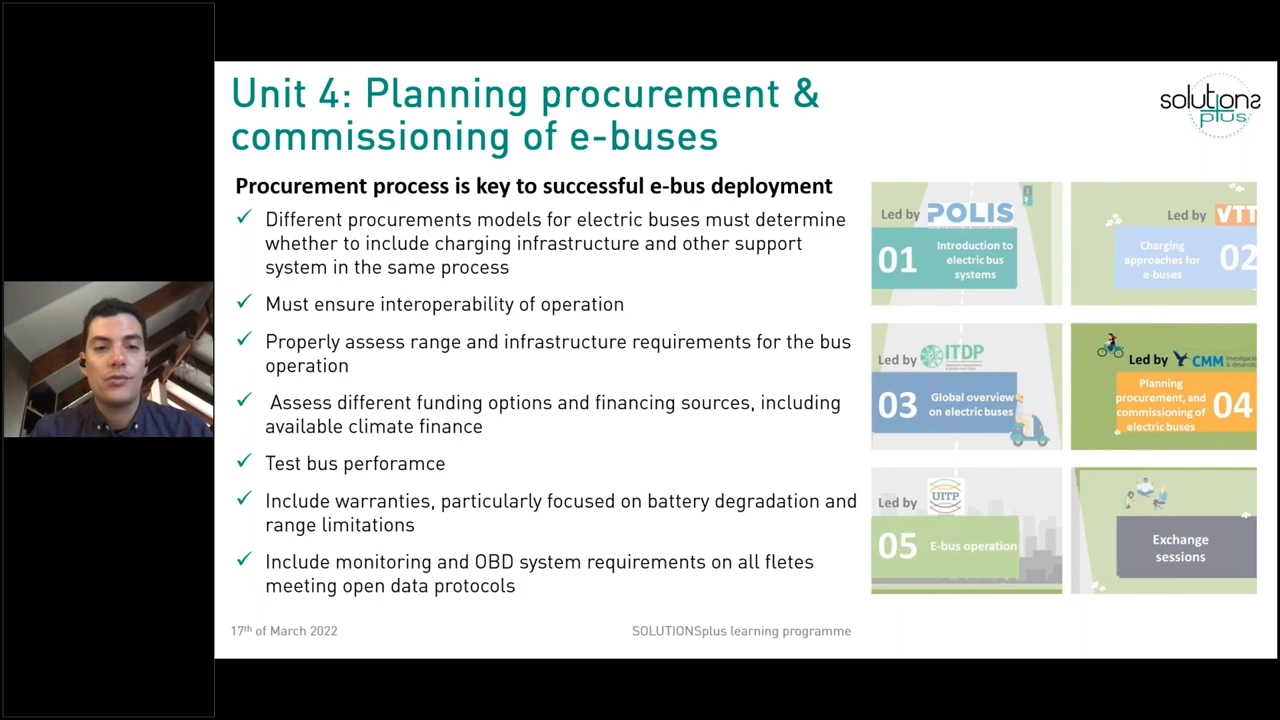 Unit 4: Planning procurement &
commissioning of e-buses
solutions
plus
Procurement process is key to successful e-bus deployment
Different procurements models for electric buses must determine
whether to include charging infrastructure and other support
system in the same process
Must ensure interoperability of operation
Properly assess range and infrastructure requirements for the bus
operation
Assess different funding options and financing sources, including
available climate finance
Test bus perforamce
Include warranties, particularly focused on battery degradation and
range limitations
Include monitoring and OBD system requirements on all fletes
meeting open data protocols
Led by POLIS
01
Introduction to
electric bus
systems
Led by VTT
Charging
approaches for
e-buses
02
Led by ITDP
03
Global overview
on electric buses
Led by CMM
Planning
procurement, and
commissioning of
electric buses
04
Led by UITP
05
E-bus operation
Exchange
sessions
17th of March 2022
SOLUTIONSplus learning programme